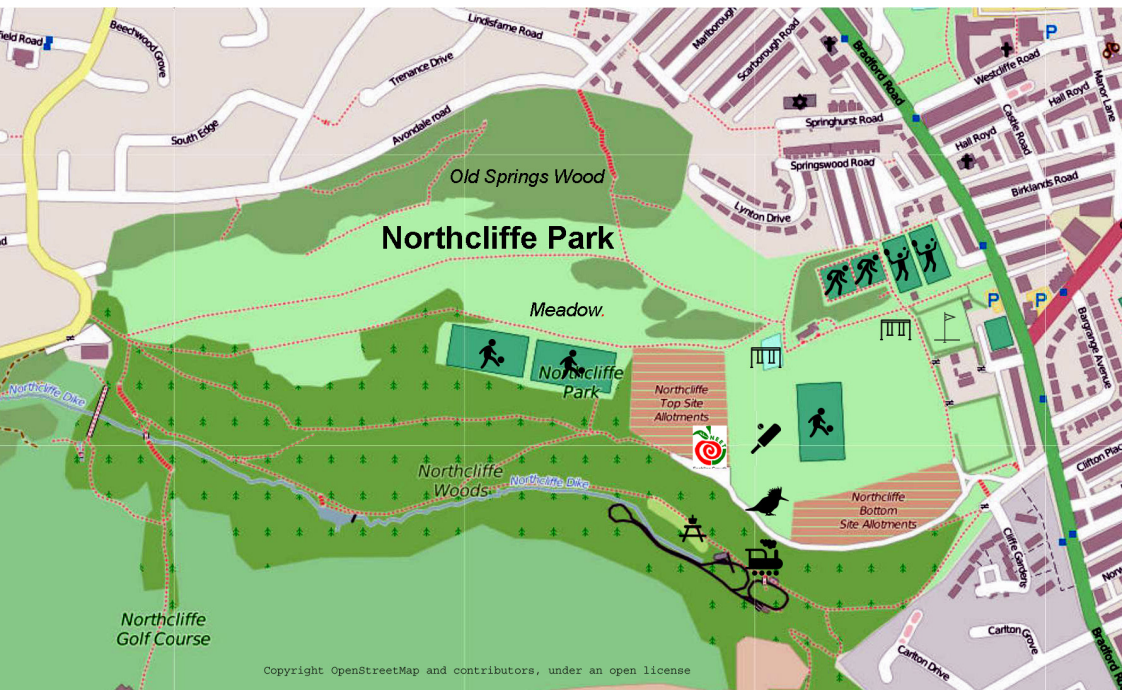 field Road
Beechwood Grove
Lindisfarne Road
Marlborough
Scarborough Road
Bradford Road
P
Westcliffe Road
Manor Lane
Trenance Drive
Hall Royd
Castle Road
South Edge
Avondale road
Springhurst Road
Hall Royd
Springswood Road
Old Springs Wood
Birklands Road
Lynton Drive
Northcliffe Park
P
P
Meadow.
Bargrange Avenue
Northcliffe
Park
Northcliffe
Top Site
Allotments
Northcliffe Dike
Clifton Plac
Northcliffe
Woods
Northcliffe Dike
Northcliffe
Bottom
Site Allotments
Cliffe Gardens
Norw
Northcliffe
Golf Course
Carlton Grove
Carlton Drive
Bradford R
Copyright OpenStreetMap and contributors, under an open license